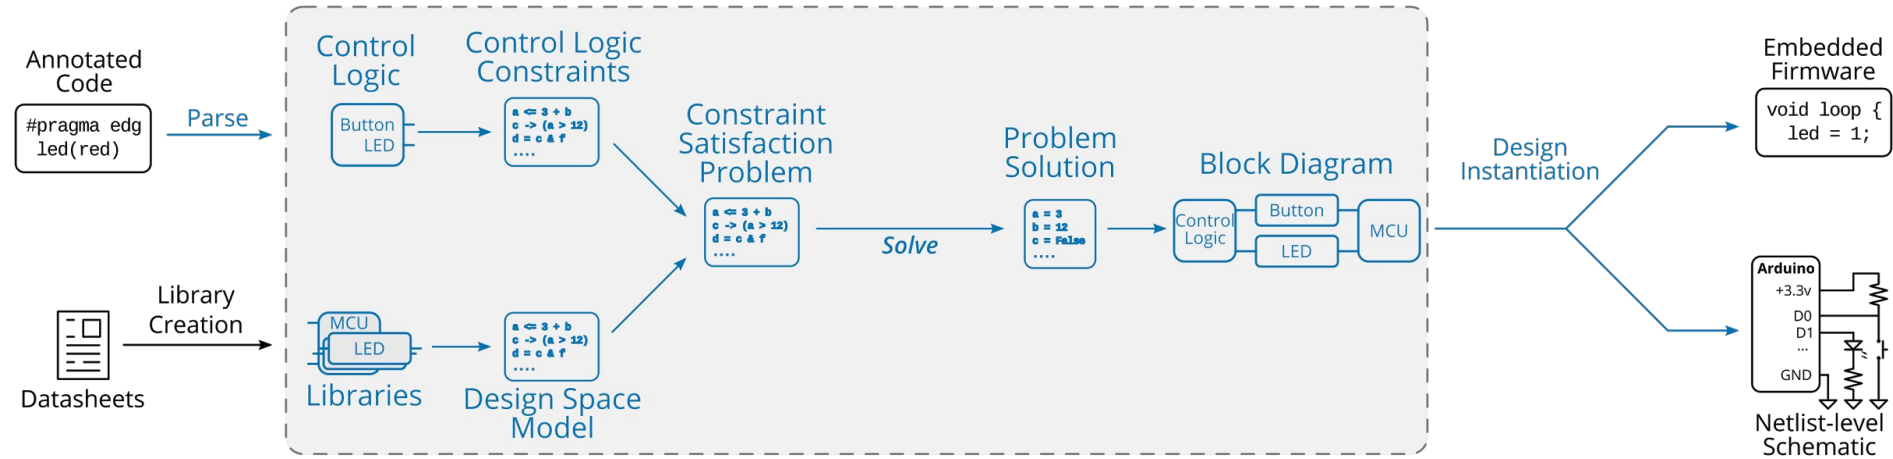 Annotated
Code
#pragma edg
led(red)
Parse
Datasheets
Library
Creation
Control
Logic
Button
LED
Control Logic
Constraints
a <= 3 + b
c -> (a > 12)
d = c & f
....
MCU
LED
Libraries
a <= 3 + b
c -> (a > 12)
d = c & f
....
Design Space
Model
Constraint
Satisfaction
Problem
a <= 3 + b
c -> (a > 12)
d = c & f
....
Solve
Problem
Solution
a = 3
b = 12
c = False
....
Block Diagram
Control
Logic
Button
LED
MCU
Design
Instantiation
Embedded
Firmware
void loop {
led = 1;
Arduino
+3.3v
D0
D1
...
GND
Netlist-level
Schematic